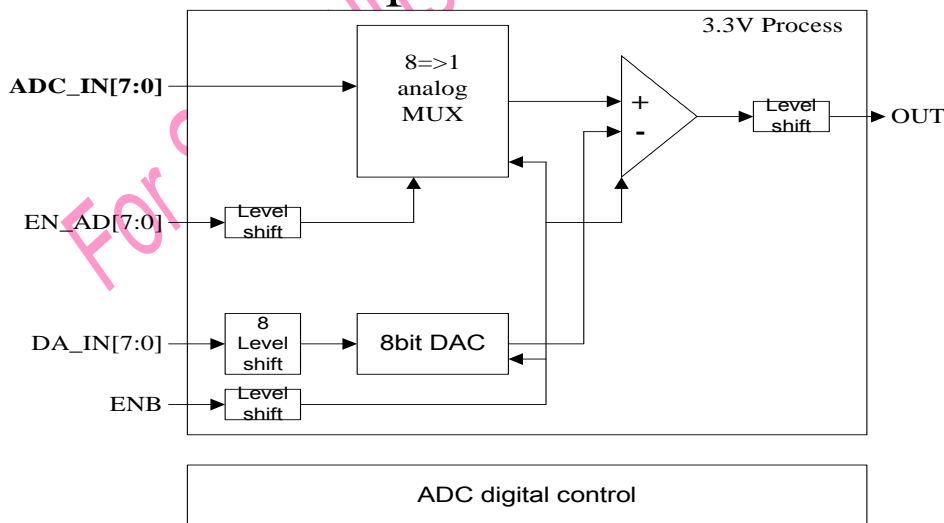 3.3V Process
8=>1
analog
MUX
ADC_IN[7:0]
+
-
Level
shift
OUT
EN_AD[7:0]
Level
shift
DA_IN[7:0]
8
Level
shift
8bit DAC
ENB
Level
shift
ADC digital control
For